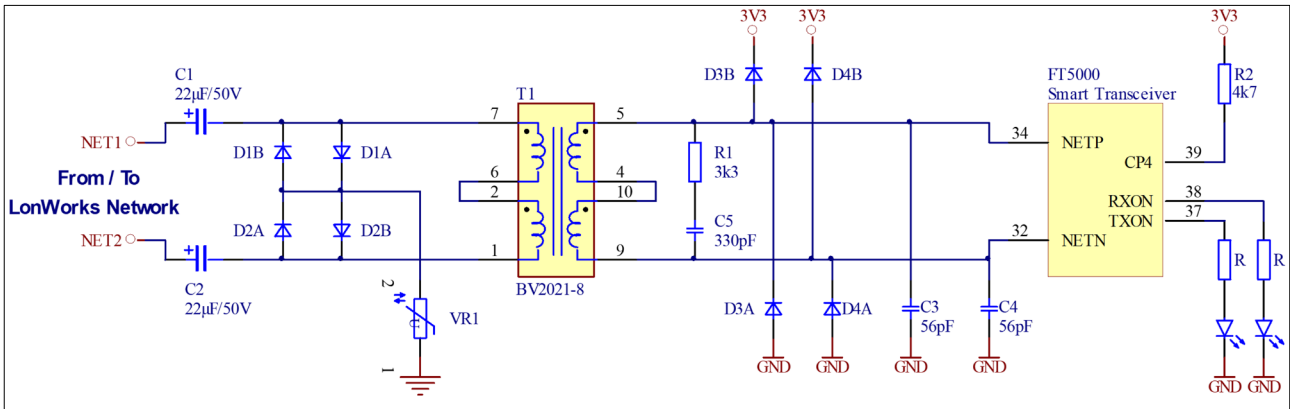 3V3
3V3
3V3
C1
22µF/50V
T1
D3B
D4B
FT5000
Smart Transceiver
R2
4k7
7
5
NET1
D1B
D1A
R1
3k3
34
NETP
CP4
39
From / To
LonWorks Network
6
2
4
10
RXON
38
TXON
37
NET2
D2A
D2B
C5
330pF
32
NETN
1
9
R
R
C2
22µF/50V
2
U
VR1
BV2021-8
D3A
D4A
C3
56pF
C4
56pF
1
GND
GND
GND
GND
GND
GND